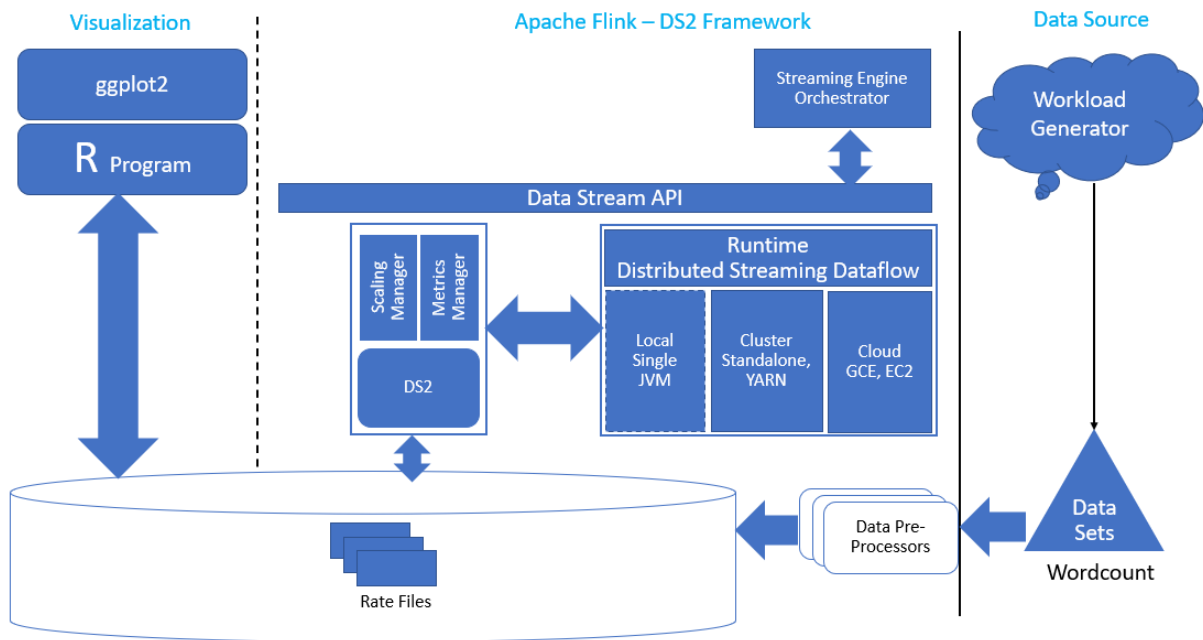 Visualization
Apache Flink – DS2 Framework
Data Source
ggplot2
R Program
Streaming Engine
Orchestrator
Workload
Generator
Data Stream API
Scaling
Manager
Metrics
Manager
DS2
Runtime
Distributed Streaming Dataflow
Local
Single
JVM
Cluster
Standalone,
YARN
Cloud
GCE, EC2
Rate Files
Data Pre-
Processors
Data
Sets
Wordcount